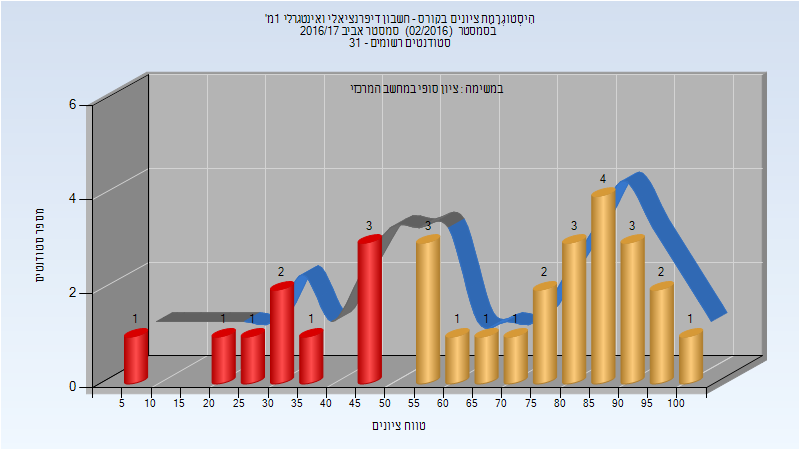 היסטוגרמת ציונים בקורס - חשבון דיפרנציאלי ואינטגרלי 1מ'
בסמסטר (02/2016) סמסטר אביב 2016/17
סטודנטים רשומים - 31
במשימה : ציון סופי במחשב המרכזי
מספר סטודנטים
6
4
2
0
1 1 1 2 1 3 3 1 1 1 2 3 4 3 2 1
5 10 15 20 25 30 35 40 45 50 55 60 65 70 75 80 85 90 95 100
טווח ציונים